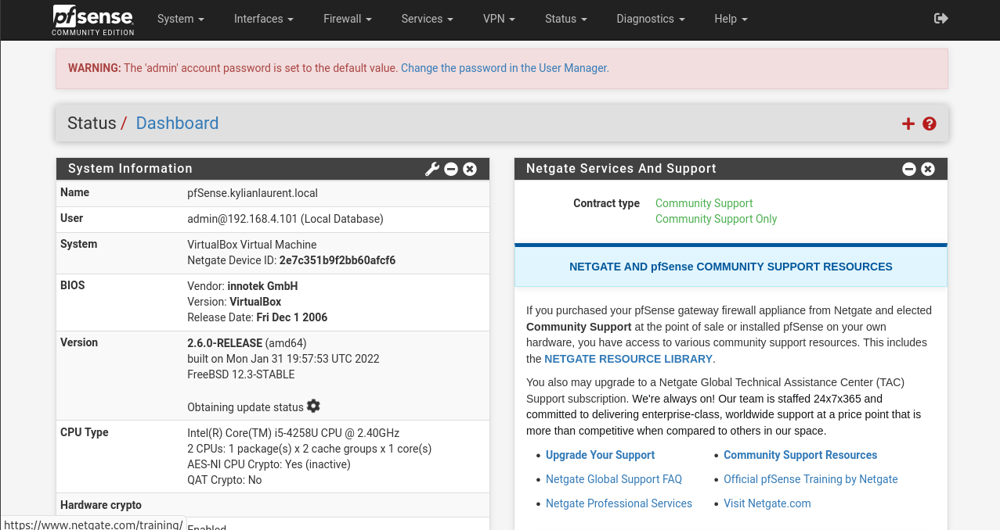 pfsense
COMMUNITY EDITION
System Interfaces Firewall Services VPN Status Diagnostics Help
WARNING: The 'admin' account password is set to the default value. Change the password in the User Manager.
Status / Dashboard
System Information
Name pfSense.kylianlaurent.local
User admin@192.168.4.101 (Local Database)
System VirtualBox Virtual Machine
Netgate Device ID: 2e7c351b9f2bb60afcf6
BIOS Vendor: innotek GmbH
Version: VirtualBox
Release Date: Fri Dec 1 2006
Version 2.6.0-RELEASE (amd64)
built on Mon Jan 31 19:57:53 UTC 2022
FreeBSD 12.3-STABLE
Obtaining update status
CPU Type Intel(R) Core(TM) i5-4258U CPU @ 2.40GHz
2 CPUs: 1 package(s) x 2 cache groups x 1 core(s)
AES-NI CPU Crypto: Yes (inactive)
QAT Crypto: No
Hardware crypto
Enabled
https://www.netgate.com/training/
Netgate Services And Support
Contract type Community Support
Community Support Only
NETGATE AND pfSense COMMUNITY SUPPORT RESOURCES
If you purchased your pfSense gateway firewall appliance from Netgate and elected
Community Support at the point of sale or installed pfSense on your own
hardware, you have access to various community support resources. This includes
the NETGATE RESOURCE LIBRARY.
You also may upgrade to a Netgate Global Technical Assistance Center (TAC)
Support subscription. We're always on! Our team is staffed 24x7x365 and
committed to delivering enterprise-class, worldwide support at a price point that is
more than competitive when compared to others in our space.
• Upgrade Your Support • Community Support Resources
• Netgate Global Support FAQ • Official pfSense Training by Netgate
• Netgate Professional Services • Visit Netgate.com